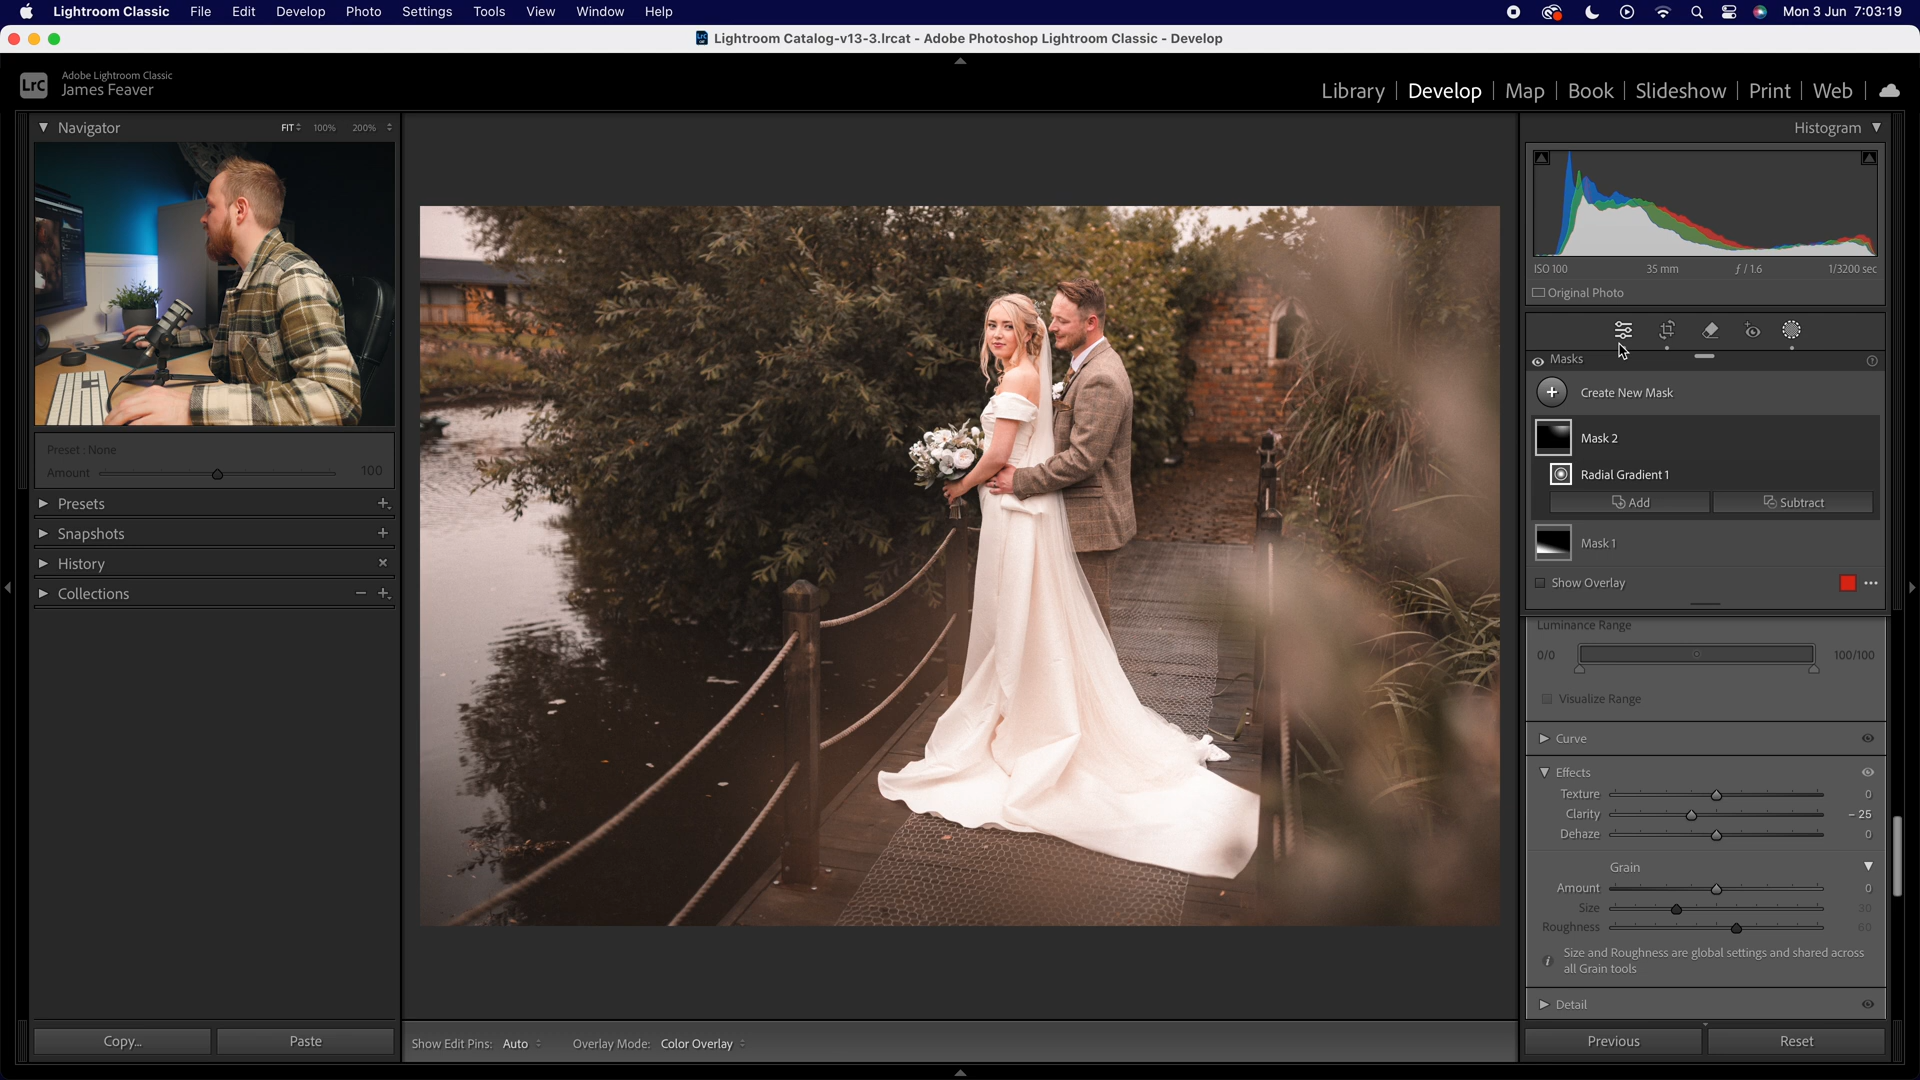 Lightroom Classic File Edit Develop Photo Settings Tools View Window Help Mon 3 Jun 7:03:19
Lightroom Catalog-v13-3.lrcat - Adobe Photoshop Lightroom Classic - Develop
LrC Adobe Lightroom Classic
James Feaver
Library Develop Map Book Slideshow Print Web
Navigator FIT 100% 200%
Histogram
ISO 100 35 mm ƒ / 1.6 1/3200 sec
Original Photo
Masks
Create New Mask
Mask 2
Radial Gradient 1
Add Subtract
Mask 1
Show Overlay
Preset : None
Amount 100
Presets
Snapshots
History
Collections
Luminance Range
0/0 100/100
Visualize Range
Curve
Effects
Texture 0
Clarity – 25
Dehaze 0
Grain
Amount 0
Size 30
Roughness 60
Size and Roughness are global settings and shared across
all Grain tools
Detail
Copy... Paste
Show Edit Pins: Auto Overlay Mode: Color Overlay
Previous Reset